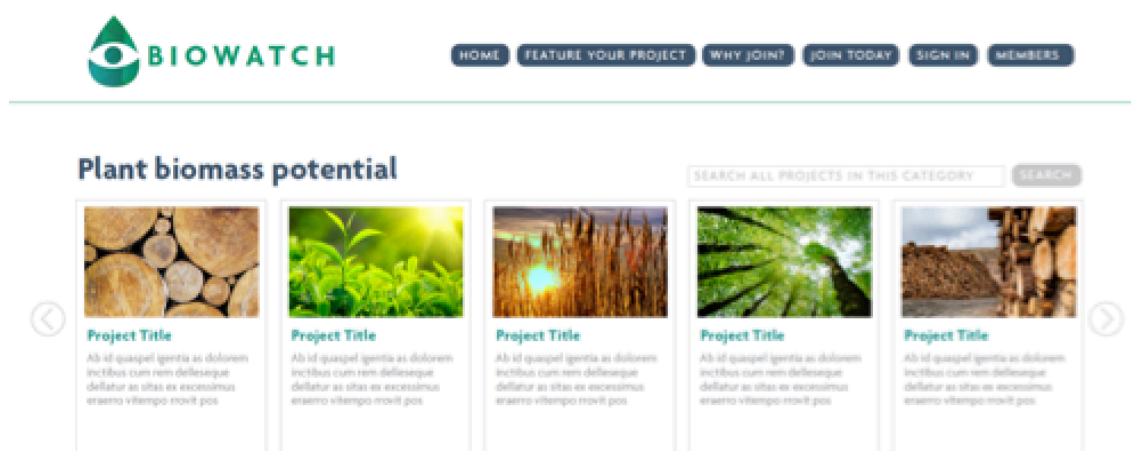 BIOWATCH
HOME FEATURE YOUR PROJECT WHY JOIN? JOIN TODAY SIGN IN MEMBERS
Plant biomass potential
SEARCH ALL PROJECTS IN THIS CATEGORY SEARCH
Project Title
Ab id quaspel igentia as dolorem
inctibus cum rem delleseque
dellatur as sitas ex excessimus
eraerro vitempo rrovit pos
Project Title
Ab id quaspel igentia as dolorem
inctibus cum rem delleseque
dellatur as sitas ex excessimus
eraerro vitempo rrovit pos
Project Title
Ab id quaspel igentia as dolorem
inctibus cum rem delleseque
dellatur as sitas ex excessimus
eraerro vitempo rrovit pos
Project Title
Ab id quaspel igentia as dolorem
inctibus cum rem delleseque
dellatur as sitas ex excessimus
eraerro vitempo rrovit pos
Project Title
Ab id quaspel igentia as dolorem
inctibus cum rem delleseque
dellatur as sitas ex excessimus
eraerro vitempo rrovit pos